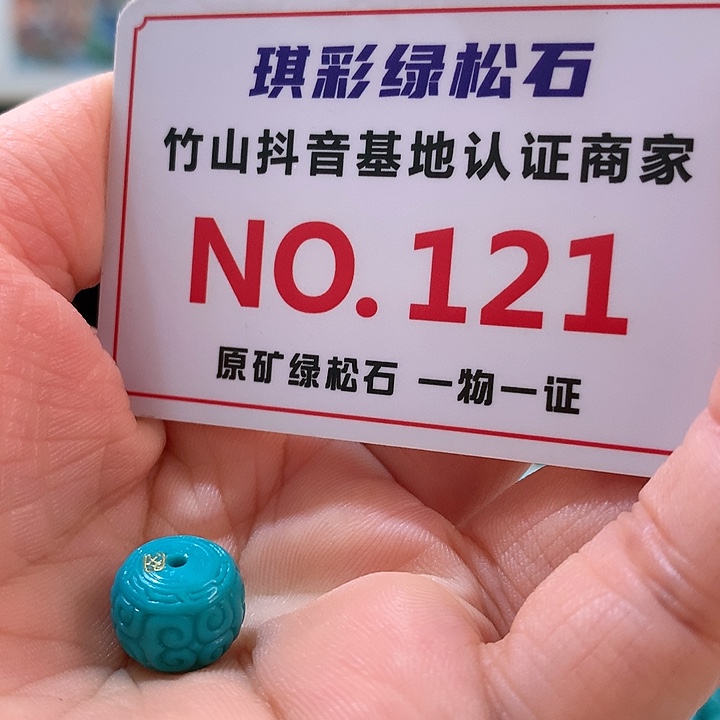 琪彩绿松石
竹山抖音基地认证商家
NO.121
原矿绿松石 一物一证